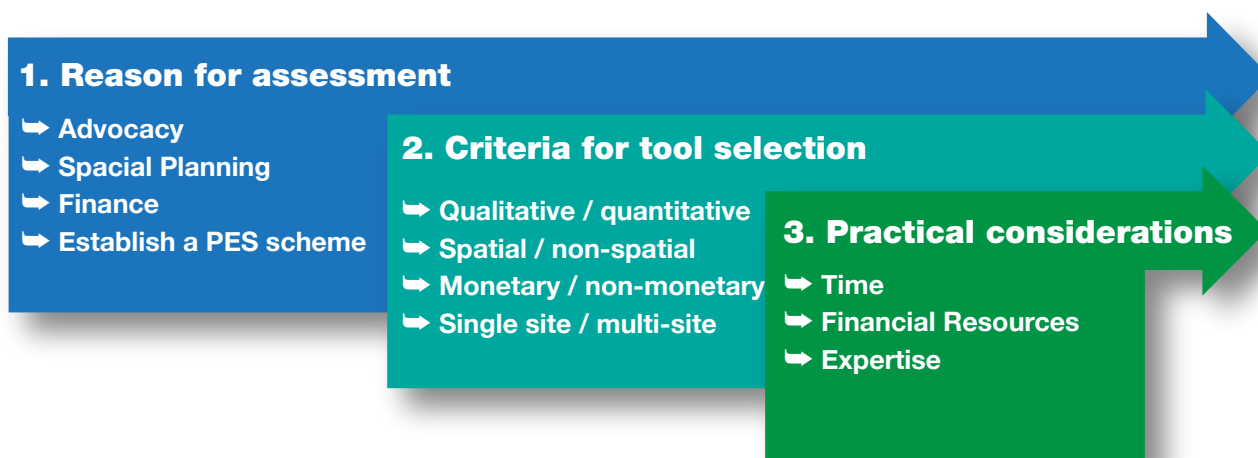 1. Reason for assessment
➥ Advocacy
➥ Spacial Planning
➥ Finance
➥ Establish a PES scheme
2. Criteria for tool selection
➥ Qualitative / quantitative
➥ Spatial / non-spatial
➥ Monetary / non-monetary
➥ Single site / multi-site
3. Practical considerations
➥ Time
➥ Financial Resources
➥ Expertise